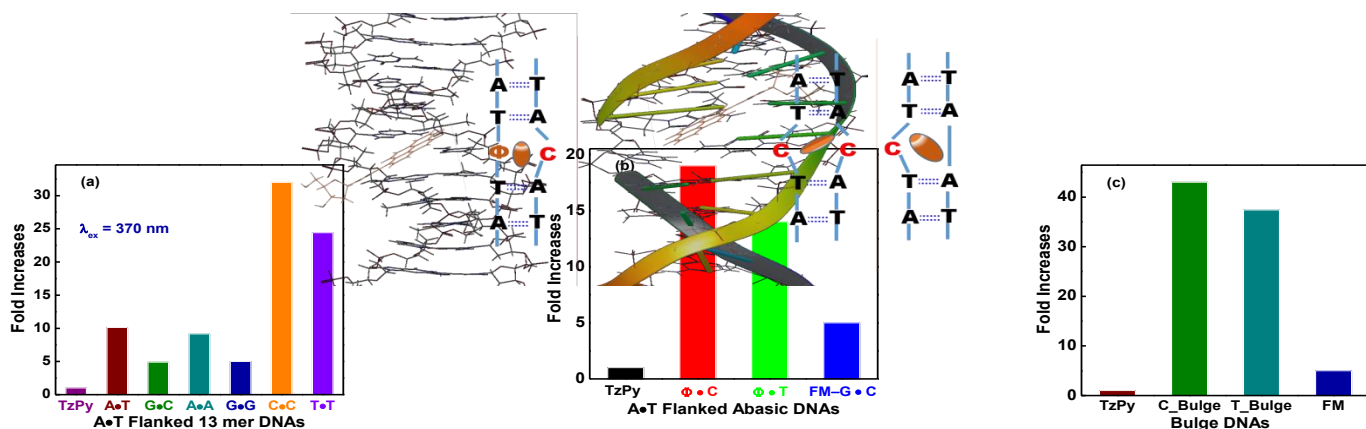 (a)
λex = 370 nm
Fold Increases
30
25
20
15
10
5
0
TzPy A•T G•C A•A G•G C•C T•T
A•T Flanked 13 mer DNAs
A T
T A
Φ C
T A
A T
(b)
Fold Increases
20
15
10
5
0
TzPy Φ • C Φ • T FM–G • C
A•T Flanked Abasic DNAs
A T
T A
C C
T A
A T
A T
T A
C
T A
A T
(c)
Fold Increases
40
30
20
10
0
TzPy C_Bulge T_Bulge FM
Bulge DNAs